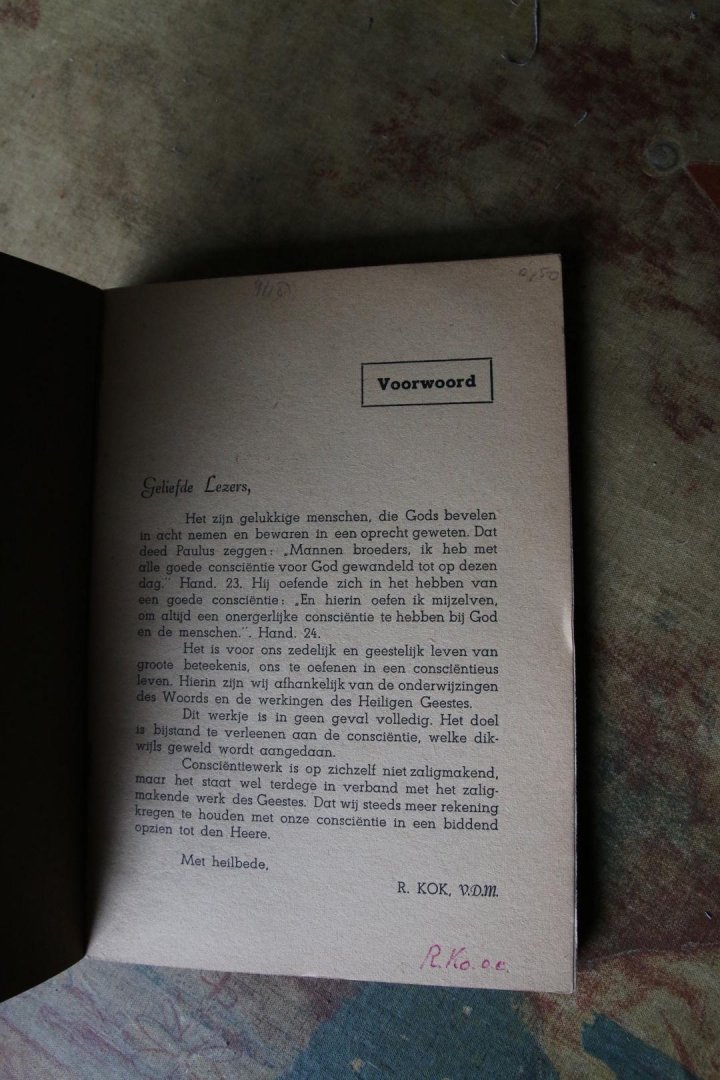 0,50
Voorwoord
Geliefde Lezers,
Het zijn gelukkige menschen, die Gods bevelen
in acht nemen en bewaren in een oprecht geweten. Dat
deed Paulus zeggen: „Mannen broeders, ik heb met
alle goede consciëntie voor God gewandeld tot op dezen
dag.” Hand. 23. Hij oefende zich in het hebben van
een goede consciëntie: „En hierin oefen ik mijzelven,
om altijd een onergerlijke consciëntie te hebben bij God
en de menschen.”. Hand. 24.
Het is voor ons zedelijk en geestelijk leven van
groote beteekenis, ons te oefenen in een consciëntieus
leven. Hierin zijn wij afhankelijk van de onderwijzingen
des Woords en de werkingen des Heiligen Geestes.
Dit werkje is in geen geval volledig. Het doel
is bijstand te verleenen aan de consciëntie, welke dik-
wijls geweld wordt aangedaan.
Consciëntiewerk is op zichzelf niet zaligmakend,
maar het staat wel terdege in verband met het zalig-
makende werk des Geestes. Dat wij steeds meer rekening
kregen te houden met onze consciëntie in een biddend
opzien tot den Heere.
Met heilbede,
R. KOK, V.D.M.
R.Ko.o.e.